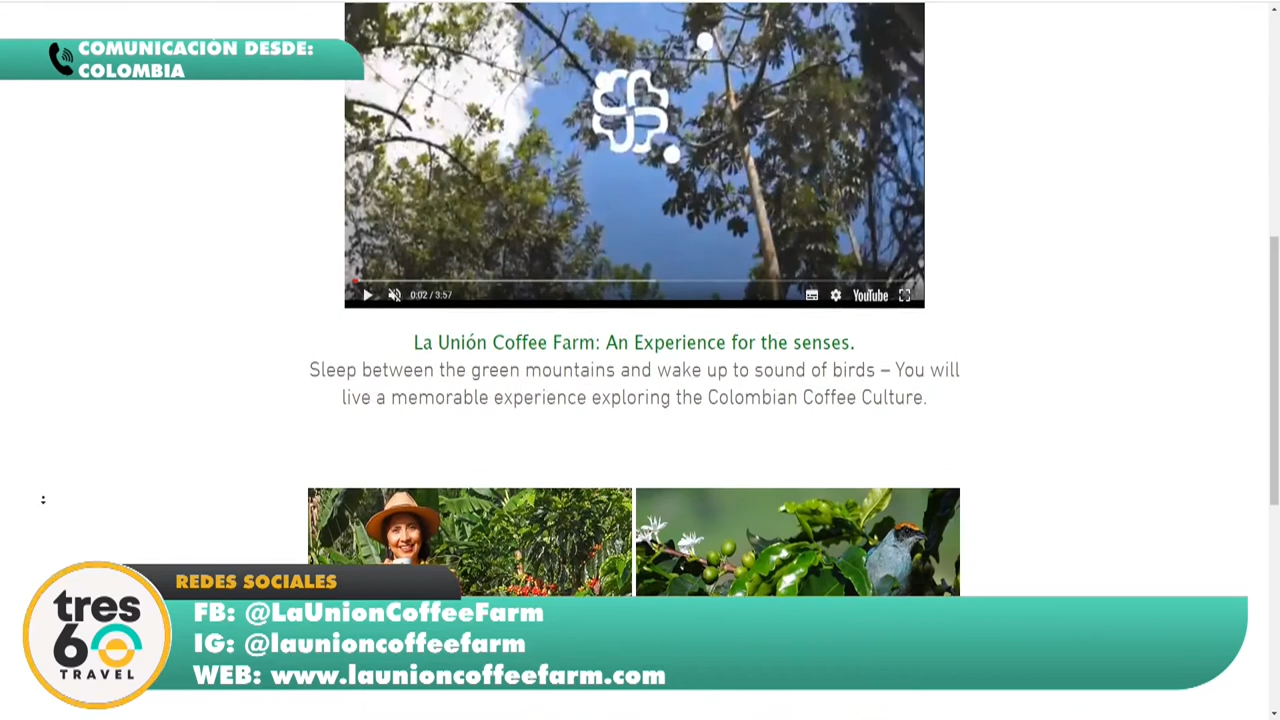 COMUNICACIÓN DESDE:
COLOMBIA
0:02 / 3:57
YouTube
La Unión Coffee Farm: An Experience for the senses.
Sleep between the green mountains and wake up to sound of birds – You will
live a memorable experience exploring the Colombian Coffee Culture.
REDES SOCIALES
tres
60
TRAVEL
FB: @LaUnionCoffeeFarm
IG: @launioncoffeefarm
WEB: www.launioncoffeefarm.com